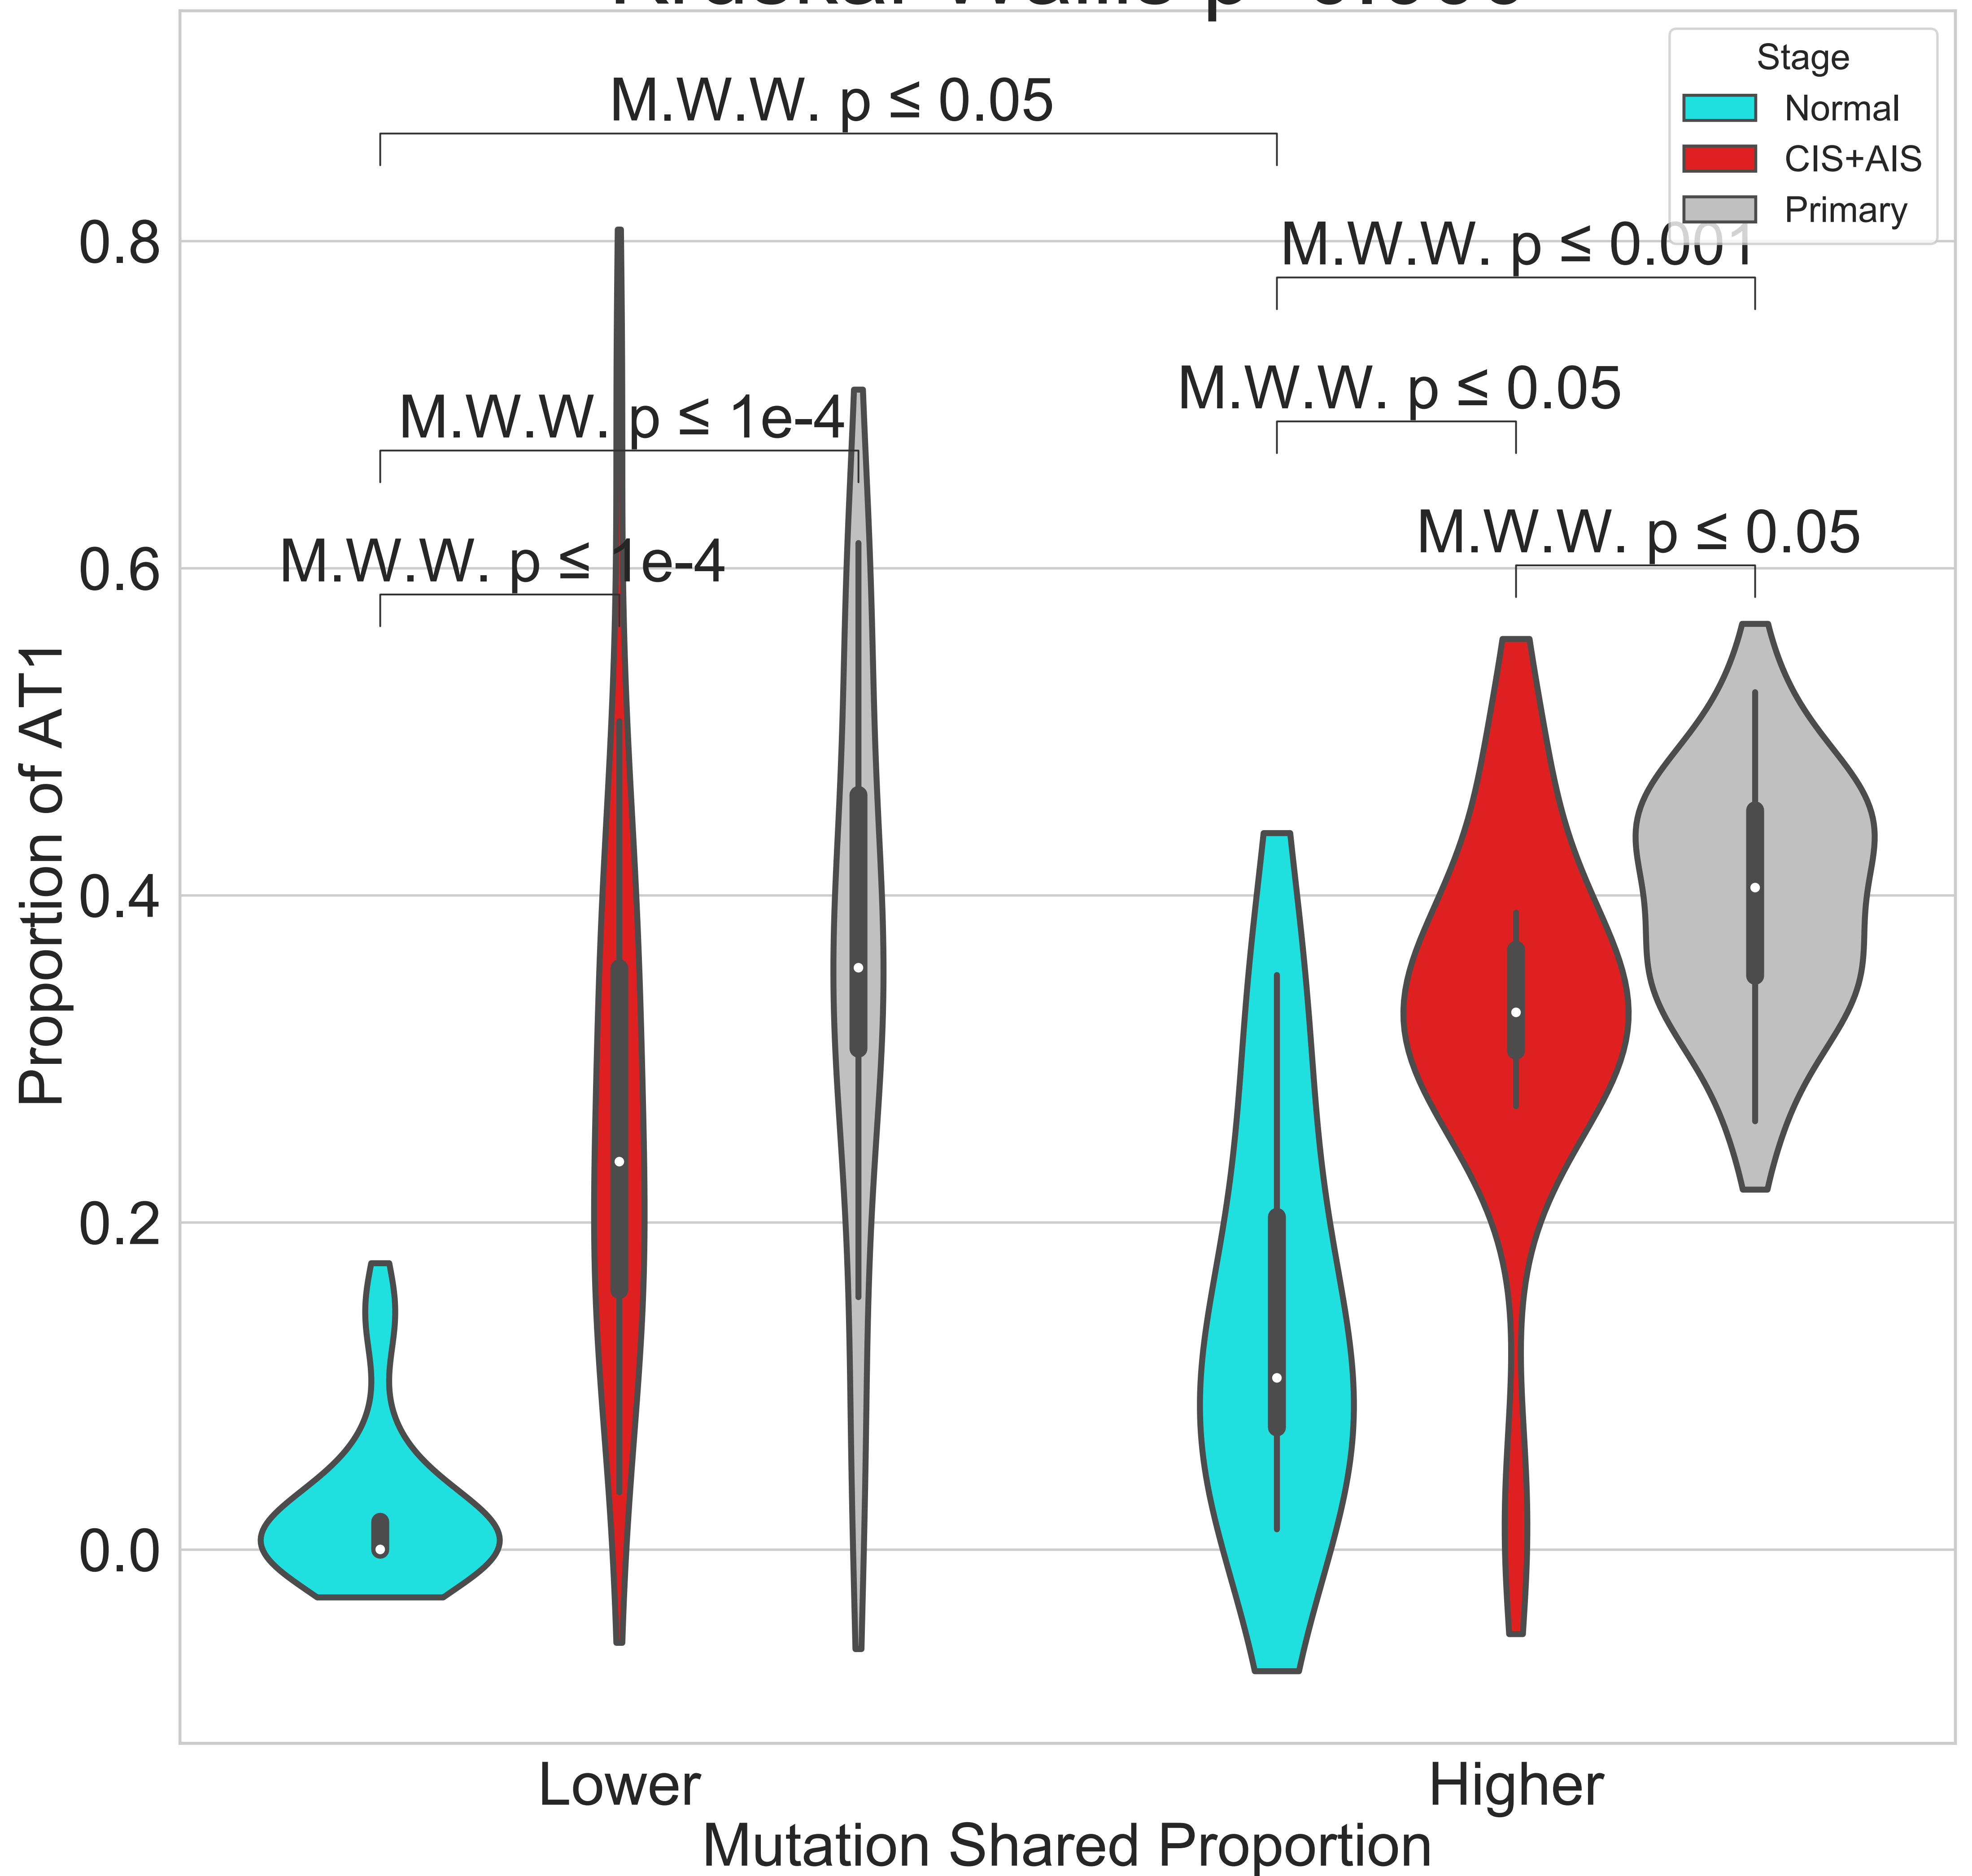 Stage
Normal
CIS+AIS
Primary
M.W.W. p ≤ 0.05
M.W.W. p ≤ 0.001
M.W.W. p ≤ 0.05
M.W.W. p ≤ 1e-4
M.W.W. p ≤ 0.05
M.W.W. p ≤ 1e-4
0.8
0.6
0.4
0.2
0.0
Proportion of AT1
Lower
Higher
Mutation Shared Proportion